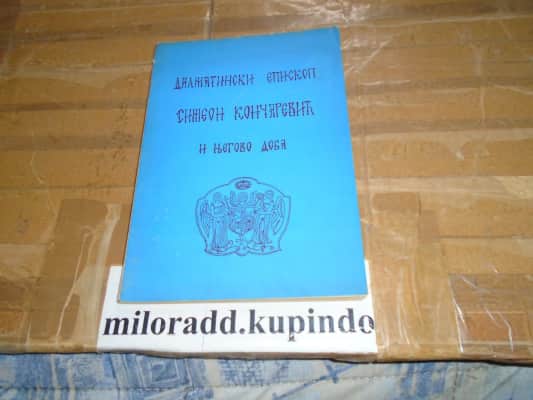 ДАЛМАТИНСКИ ЕПИСКОП
СИМЕОН КОНЧАРЕВИЋ
И ЊЕГОВО ДОБА
miloradd.kupindo